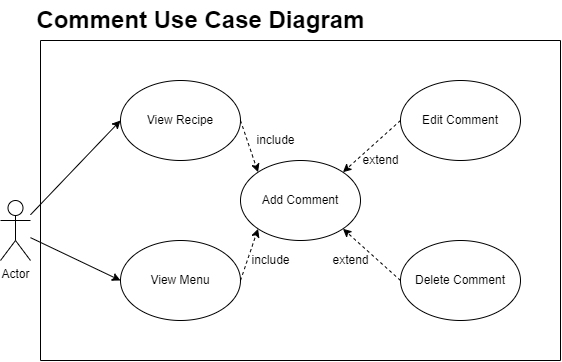 Comment Use Case Diagram
View Recipe
Edit Comment
include
extend
Add Comment
Actor
View Menu
include
extend
Delete Comment